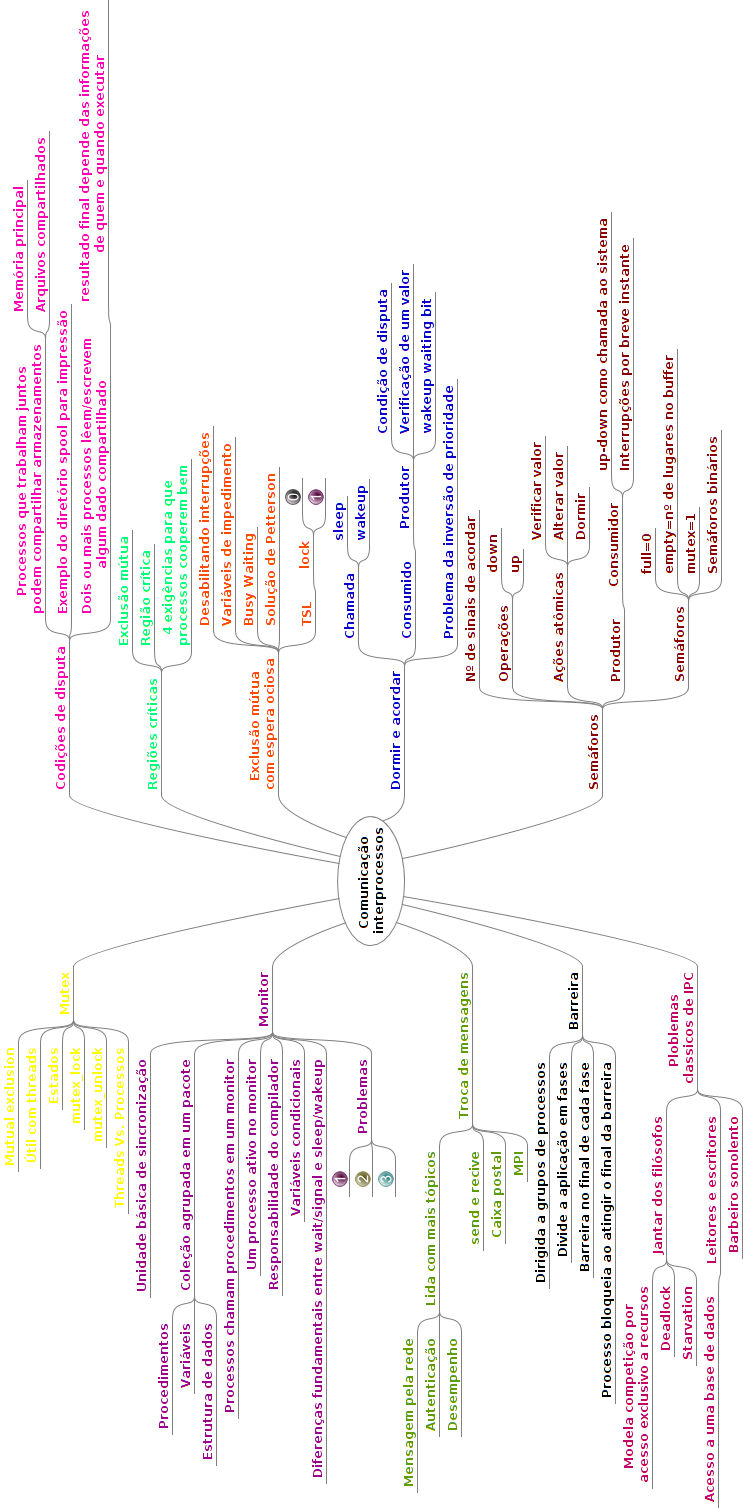 Comunicação
interprocessos
Codições de disputa
Processos que trabalham juntos
podem compartilhar armazenamentos
Memória principal
Arquivos compartilhados
Exemplo do diretório spool para impressão
Dois ou mais processos lêem/escrevem
algum dado compartilhado
resultado final depende das informações
de quem e quando executar
Regiões críticas
Exclusão mútua
Região crítica
4 exigências para que
processos cooperem bem
Exclusão mútua
com espera ociosa
Desabilitando interrupções
Variáveis de impedimento
Busy Waiting
Solução de Petterson
TSL
lock
0
1
Dormir e acordar
Chamada
sleep
wakeup
Consumido
Produtor
Condição de disputa
Verificação de um valor
wakeup waiting bit
Problema da inversão de prioridade
Semáforos
Nº de sinais de acordar
Operações
down
up
Ações atômicas
Verificar valor
Alterar valor
Dormir
Produtor
Consumidor
up-down como chamada ao sistema
Interrupções por breve instante
Semáforos
full=0
empty=nº de lugares no buffer
mutex=1
Semáforos binários
Mutex
Mutual exclusion
Util com threads
Estados
mutex_lock
mutex_unlock
Threads Vs. Processos
Monitor
Unidade básica de sincronização
Coleção agrupada em um pacote
Procedimentos
Variáveis
Estrutura de dados
Processos chamam procedimentos em um monitor
Um processo ativo no monitor
Responsabilidade do compilador
Variáveis condicionais
Diferenças fundamentais entre wait/signal e sleep/wakeup
Problemas
1
2
3
Troca de mensagens
Lida com mais tópicos
Mensagem pela rede
Autenticação
Desempenho
send e recive
Caixa postal
MPI
Barreira
Dirigida a grupos de processos
Divide a aplicação em fases
Barreira no final de cada fase
Processo bloqueia ao atingir o final da barreira
Ploblemas
classicos de IPC
Jantar dos filósofos
Modela competição por
acesso exclusivo a recursos
Deadlock
Starvation
Leitores e escritores
Acesso a uma base de dados
Barbeiro sonolento